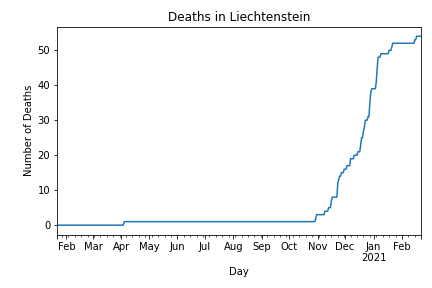 Deaths in Liechtenstein
Number of Deaths
50
40
30
20
10
0
Feb Mar Apr May Jun Jul Aug Sep Oct Nov Dec Jan Feb
2021
Day